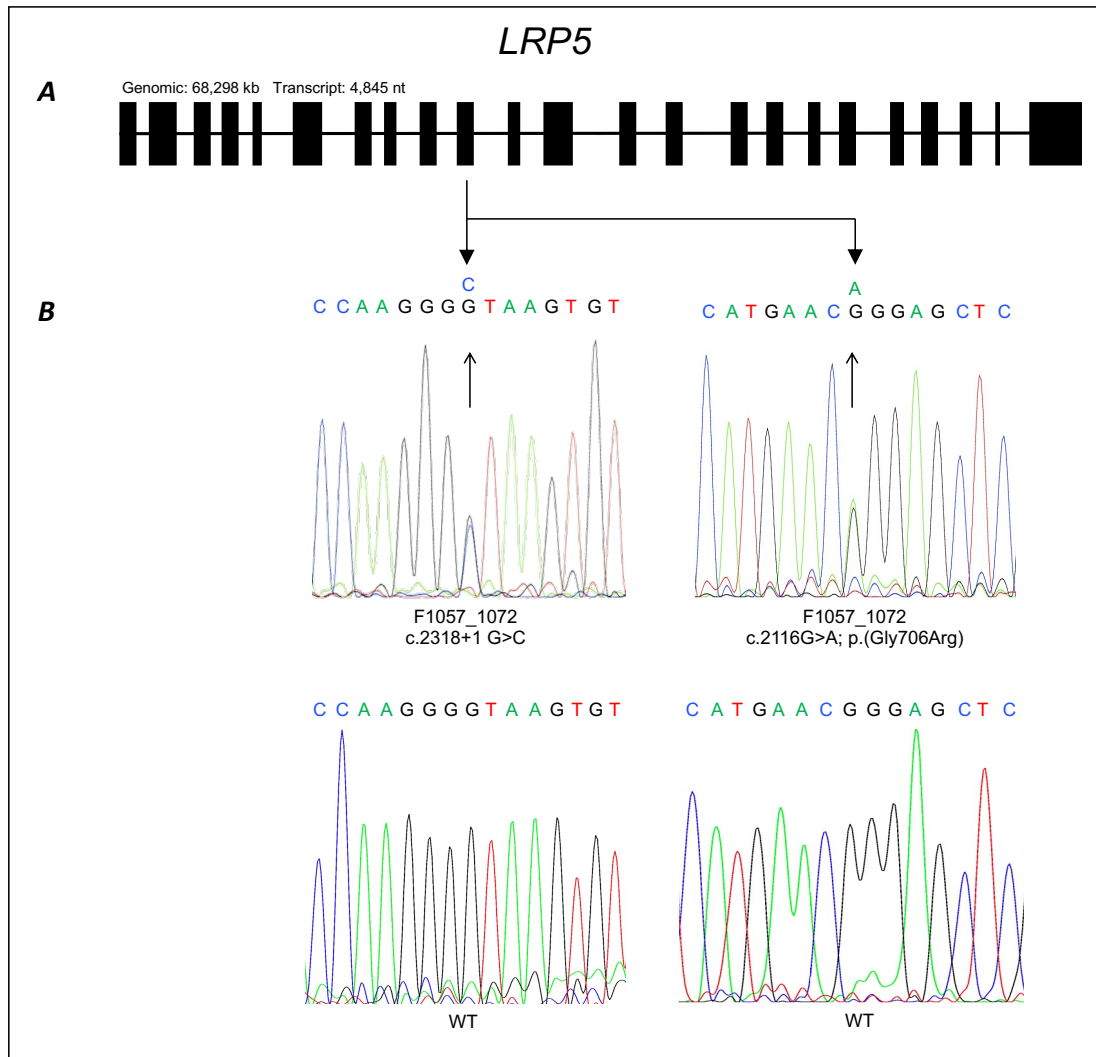 LRP5
A
Genomic: 68,298 kb Transcript: 4,845 nt
B
C
C C A A G G G G T A A G T G T
A
C A T G A A C G G G A G C T C
F1057_1072
c.2318+1 G>C
F1057_1072
c.2116G>A; p.(Gly706Arg)
C C A A G G G G T A A G T G T
C A T G A A C G G G A G C T C
WT
WT